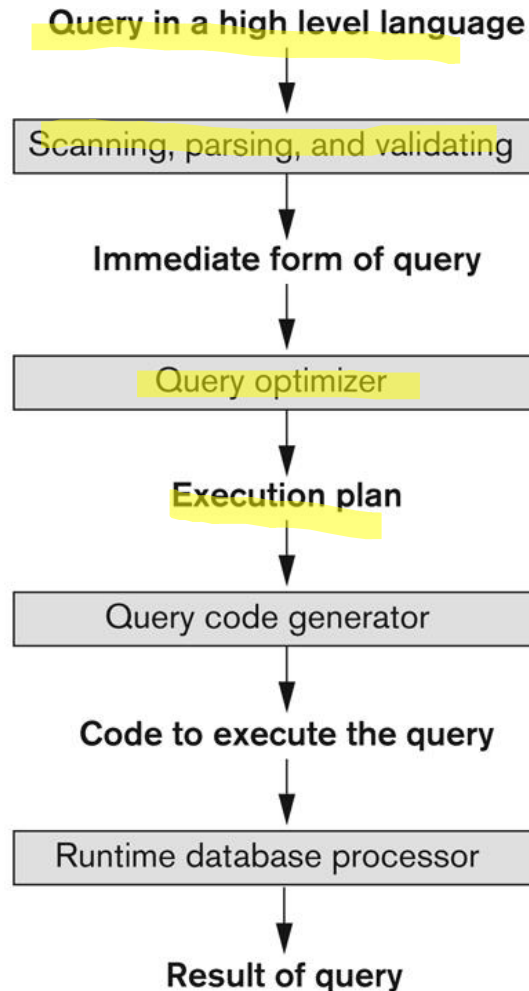 Query in a high level language
Scanning, parsing, and validating
Immediate form of query
Query optimizer
Execution plan
Query code generator
Code to execute the query
Runtime database processor
Result of query